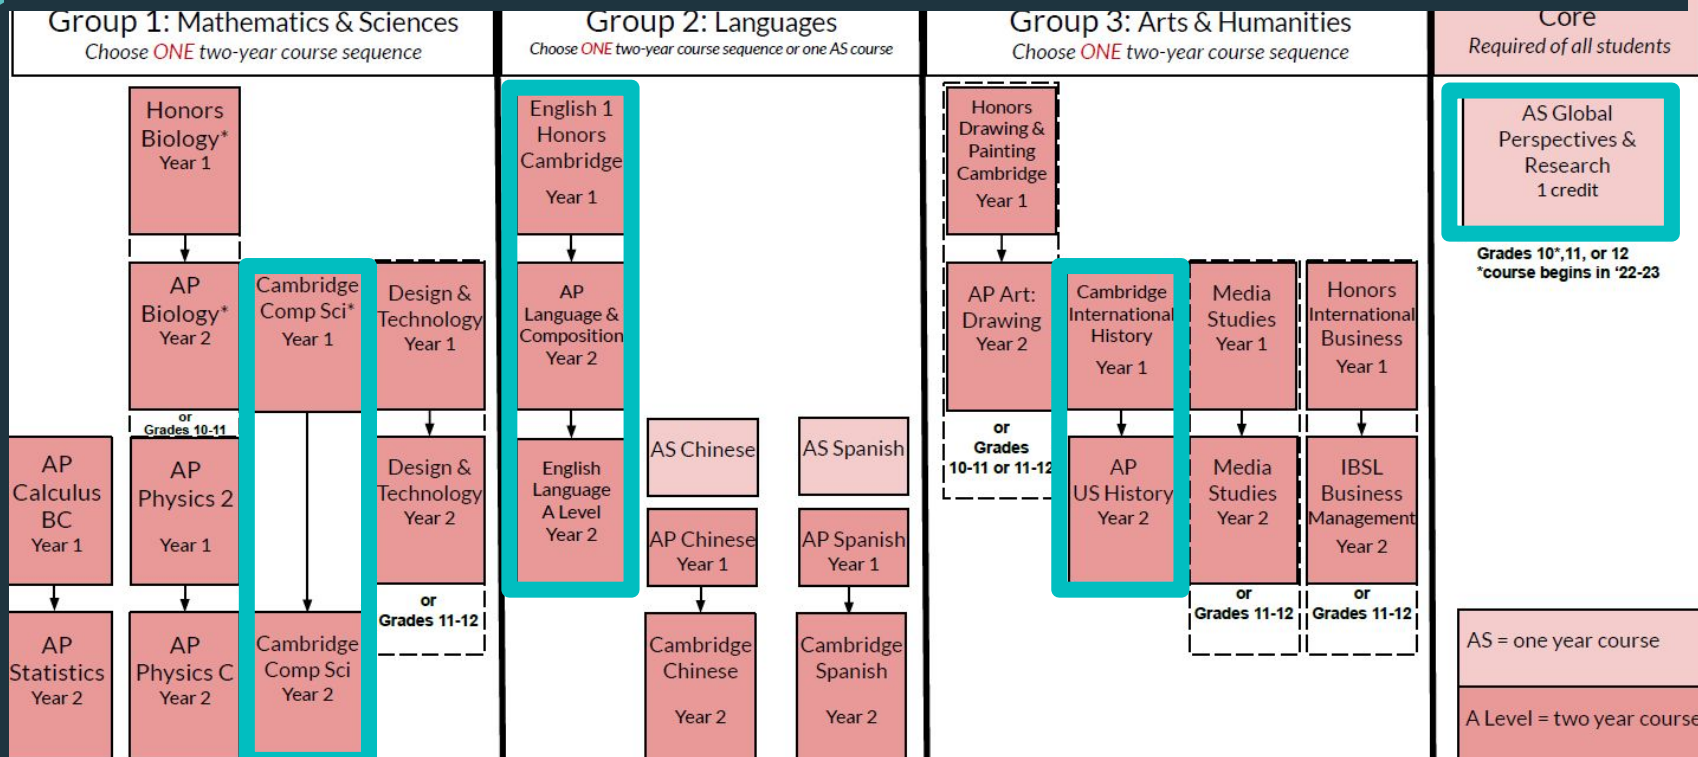 Group 1: Mathematics & Sciences
Choose ONE two-year course sequence
Honors
Biology*
Year 1
AP
Biology*
Year 2
or
Grades 10-11
Cambridge
Comp Sci*
Year 1
Design &
Technology
Year 1
AP
Calculus
BC
Year 1
AP
Physics 2
Year 1
Design &
Technology
Year 2
or
Grades 11-12
AP
Statistics
Year 2
AP
Physics C
Year 2
Cambridge
Comp Sci
Year 2
Group 2: Languages
Choose ONE two-year course sequence or one AS course
English 1
Honors
Cambridge
Year 1
AP
Language &
Composition
Year 2
English
Language
A Level
Year 2
AS Chinese
AP Chinese
Year 1
Cambridge
Chinese
Year 2
AS Spanish
AP Spanish
Year 1
Cambridge
Spanish
Year 2
Group 3: Arts & Humanities
Choose ONE two-year course sequence
Honors
Drawing &
Painting
Cambridge
Year 1
AP Art:
Drawing
Year 2
or
Grades
10-11 or 11-12
Cambridge
International
History
Year 1
AP
US History
Year 2
Media
Studies
Year 1
Media
Studies
Year 2
or
Grades 11-12
Honors
International
Business
Year 1
IBSL
Business
Management
Year 2
or
Grades 11-12
Core
Required of all students
AS Global
Perspectives &
Research
1 credit
Grades 10*,11, or 12
*course begins in ‘22-23
AS = one year course
A Level = two year course